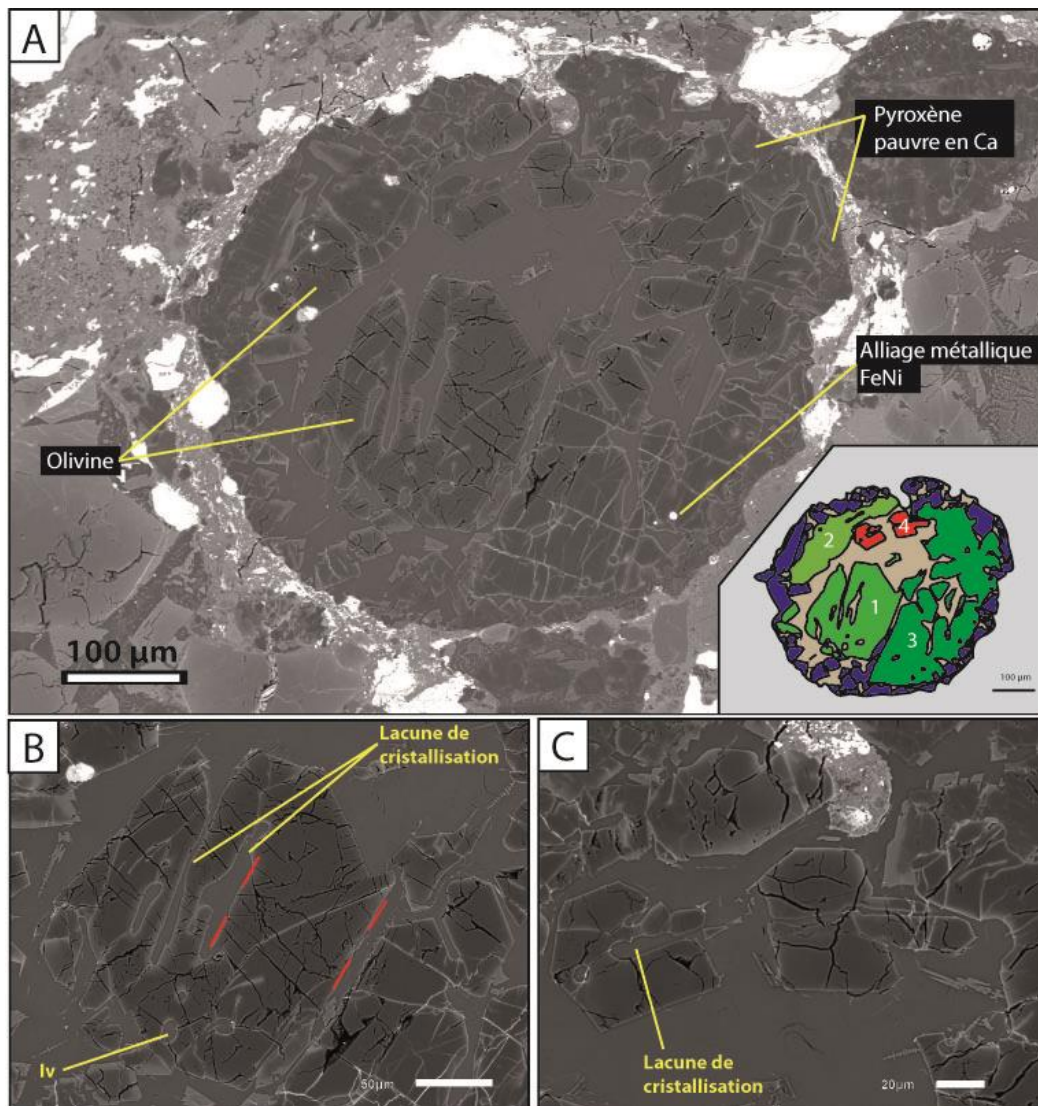 A
Pyroxène
pauvre en Ca
Alliage métallique
FeNi
Olivine
100 µm
1
2
3
4
100 µm
B
Lacune de
cristallisation
Iv
50µm
C
Lacune de
cristallisation
20µm